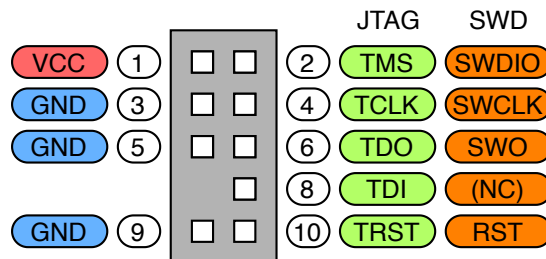 JTAG SWD
VCC 1 2 TMS SWDIO
GND 3 4 TCLK SWCLK
GND 5 6 TDO SWO
8 TDI (NC)
GND 9 10 TRST RST